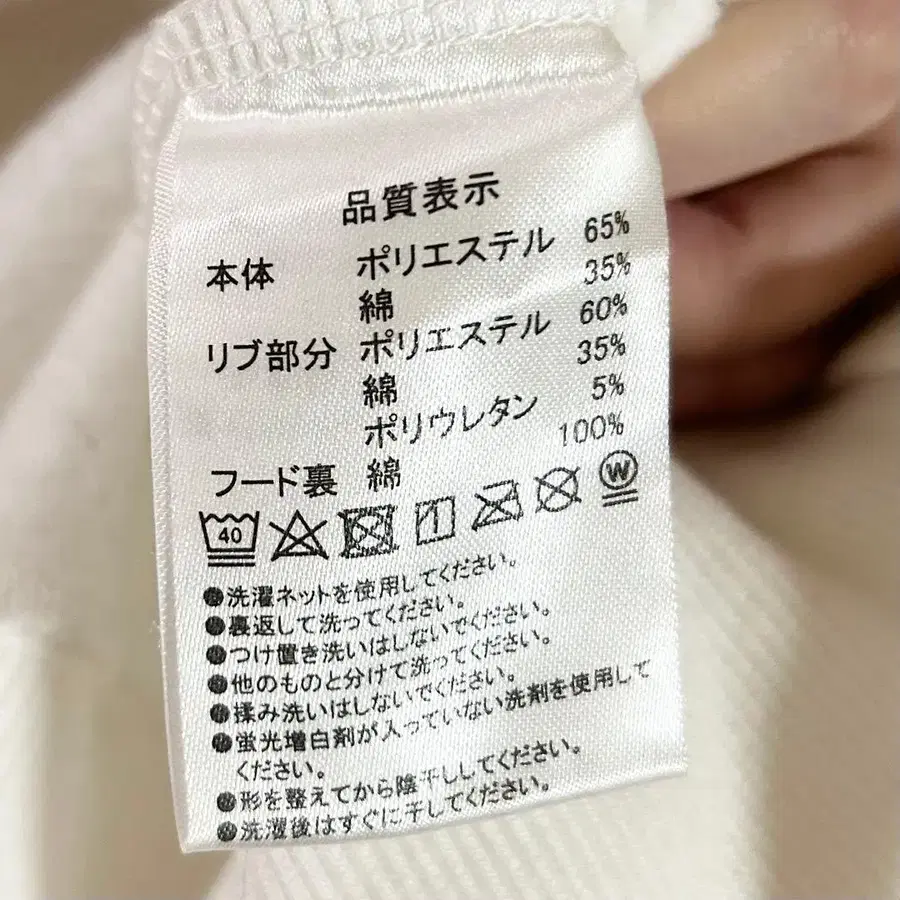 品質表示
本体 ポリエステル 65%
綿 35%
リブ部分 ポリエステル 60%
綿 35%
ポリウレタン 5%
フード裏 綿 100%
40 W
●洗濯ネットを使用してください。
●裏返して洗ってください。
●つけ置き洗いはしないでください。
●他のものと分けて洗ってください。
●揉み洗いはしないでください。
●蛍光増白剤が入っていない洗剤を使用して
ください。
●形を整えてから陰干ししてください。
●洗濯後はすぐに干してください。